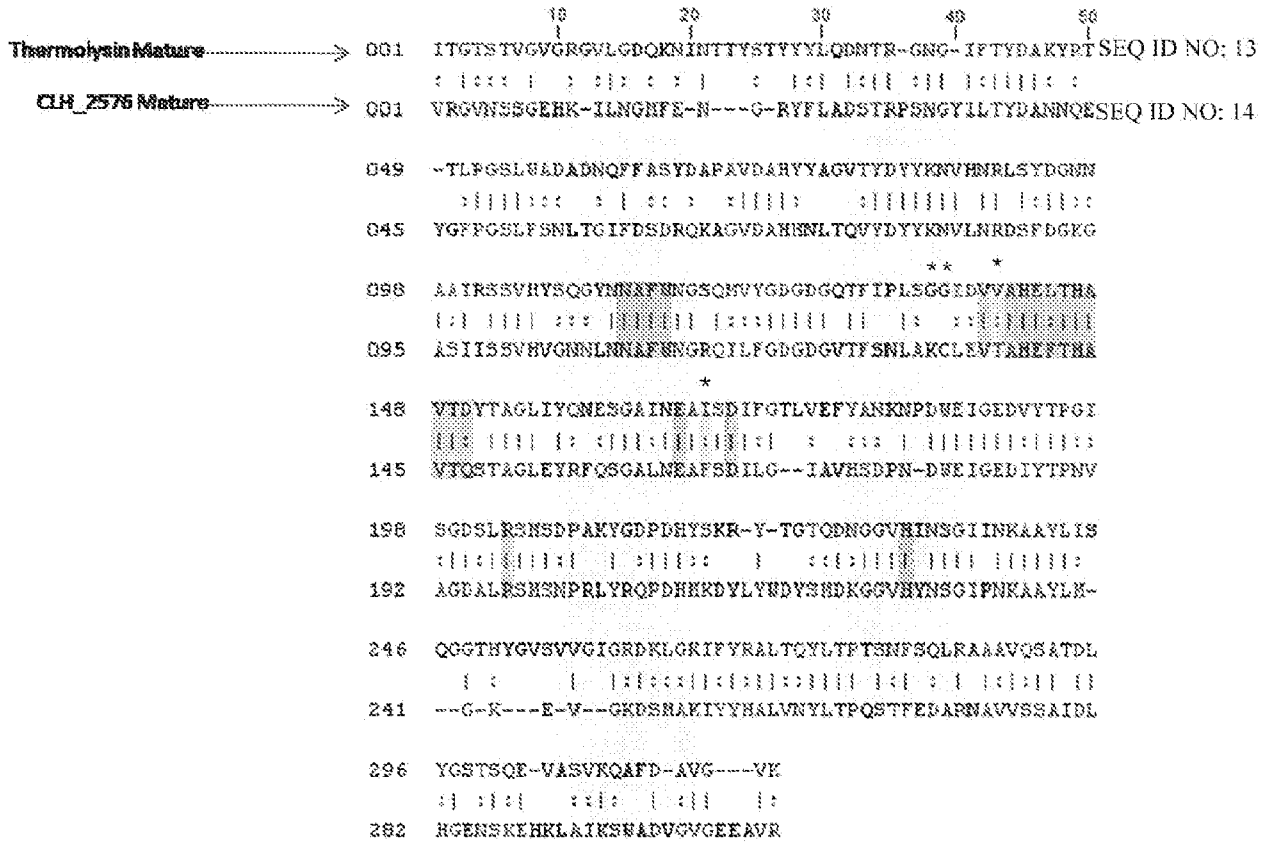 10 20 30 40 50
Thermolysin Mature 001 ITGTSTVGVGRGVLGDQKNINTTYSTYYYLQDNTR-GNG-IFTYDAKYRT SEQ ID NO: 13
CLH_2576 Mature 001 VRGVNSSGEHK-ILNGHFE-N---G-RYFLADSTRPSNGYILTYDANNQE SEQ ID NO: 14
049 -TLPGSLWADADNQFFASYDAPAVDAHYYAGVTYDYYKNVHNRLSYDGNN
045 YGFPGSLFSNLTGIFDSDRQKAGVDAHHNLTQVYDYYKNVLNRDSFDGKG
* * *
098 AAIRSSVHYSQGYNNAFWNGSQMVYGDGDGQTFIPLSGGIDVVAHELTHA
095 ASIISSVHVGNNLNNAFWNGRQILFGDGDGVTFSNLAKCLEVTAHEFTHA
*
148 VTDYTAGLIYQNESGAINEAISDIFGTLVEFYANKNPDWEIGEDVYTPGI
145 VTQSTAGLEYRFQSGALNEAFSDILG--IAVHSDPN-DWEIGEDIYTPNV
198 SGDSLRSMSDPAKYGDPDHYSKR-Y-TGTQDNGGVHINSGIINKAAYLIS
192 AGDALRSMSNPRLYRQPDHMKDYLYWDYSMDKGGVHYNSGIPNKAAYLM-
246 QGGTHYGVSVVGIGRDKLGKIFYRALTQYLTPTSNFSQLRAAAVQSATDL
241 --G-K---E-V--GKDSMAKIYYHALVNYLTPQSTFEDARNAVVSSAIDL
296 YGSTSQE-VASVKQAFD-AVG---VK
282 HGENSKEHKLAIKSWADVGVGEEAVR